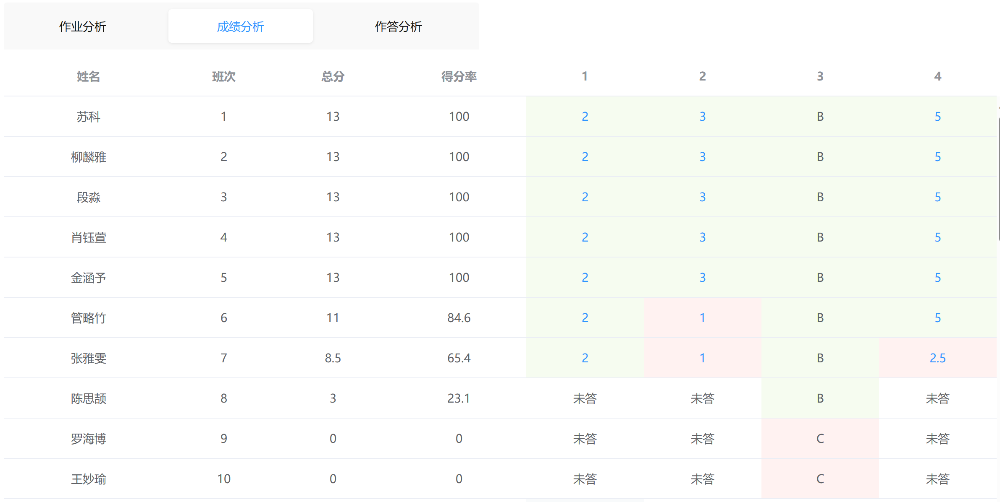 作业分析 成绩分析 作答分析
姓名 班次 总分 得分率 1 2 3 4
苏科 1 13 100 2 3 B 5
柳麟雅 2 13 100 2 3 B 5
段淼 3 13 100 2 3 B 5
肖钰萱 4 13 100 2 3 B 5
金涵予 5 13 100 2 3 B 5
管略竹 6 11 84.6 2 1 B 5
张雅雯 7 8.5 65.4 2 1 B 2.5
陈思颉 8 3 23.1 未答 未答 B 未答
罗海博 9 0 0 未答 未答 C 未答
王妙瑜 10 0 0 未答 未答 C 未答